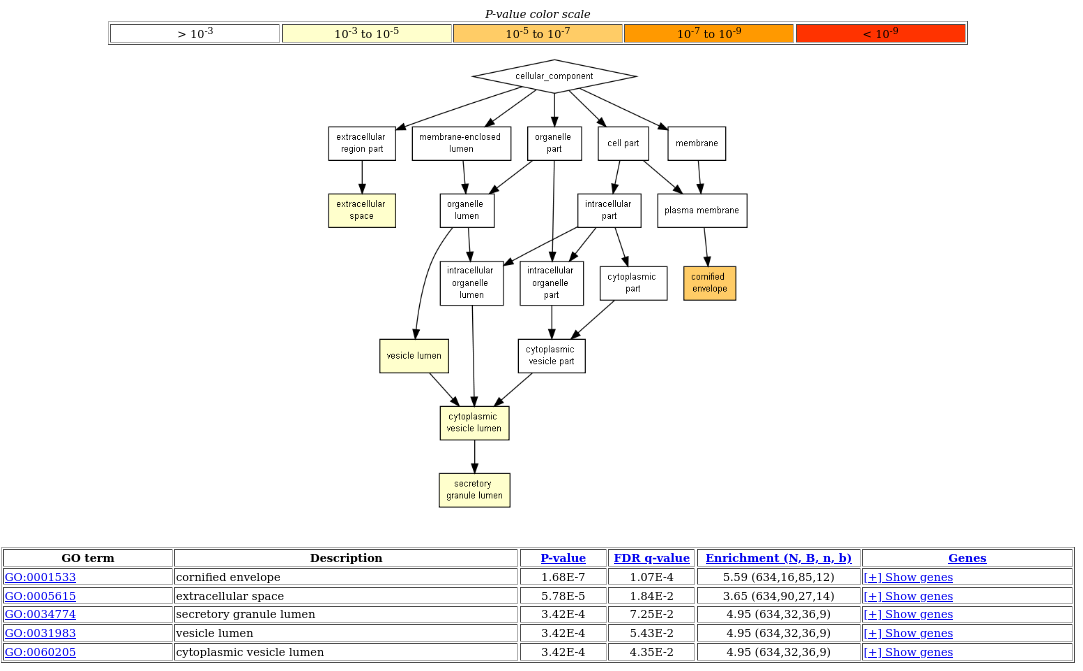 P-value color scale
> 10-3 10-3 to 10-5 10-5 to 10-7 10-7 to 10-9 < 10-9
cellular_component
extracellular
region part
membrane-enclosed
lumen
organelle
part
cell part
membrane
extracellular
space
organelle
lumen
intracellular
part
plasma membrane
intracellular
organelle
lumen
intracellular
organelle
part
cytoplasmic
part
cornified
envelope
vesicle lumen
cytoplasmic
vesicle part
cytoplasmic
vesicle lumen
secretory
granule lumen
GO term Description P-value FDR q-value Enrichment (N, B, n, b) Genes
GO:0001533 cornified envelope 1.68E-7 1.07E-4 5.59 (634,16,85,12) [+] Show genes
GO:0005615 extracellular space 5.78E-5 1.84E-2 3.65 (634,90,27,14) [+] Show genes
GO:0034774 secretory granule lumen 3.42E-4 7.25E-2 4.95 (634,32,36,9) [+] Show genes
GO:0031983 vesicle lumen 3.42E-4 5.43E-2 4.95 (634,32,36,9) [+] Show genes
GO:0060205 cytoplasmic vesicle lumen 3.42E-4 4.35E-2 4.95 (634,32,36,9) [+] Show genes